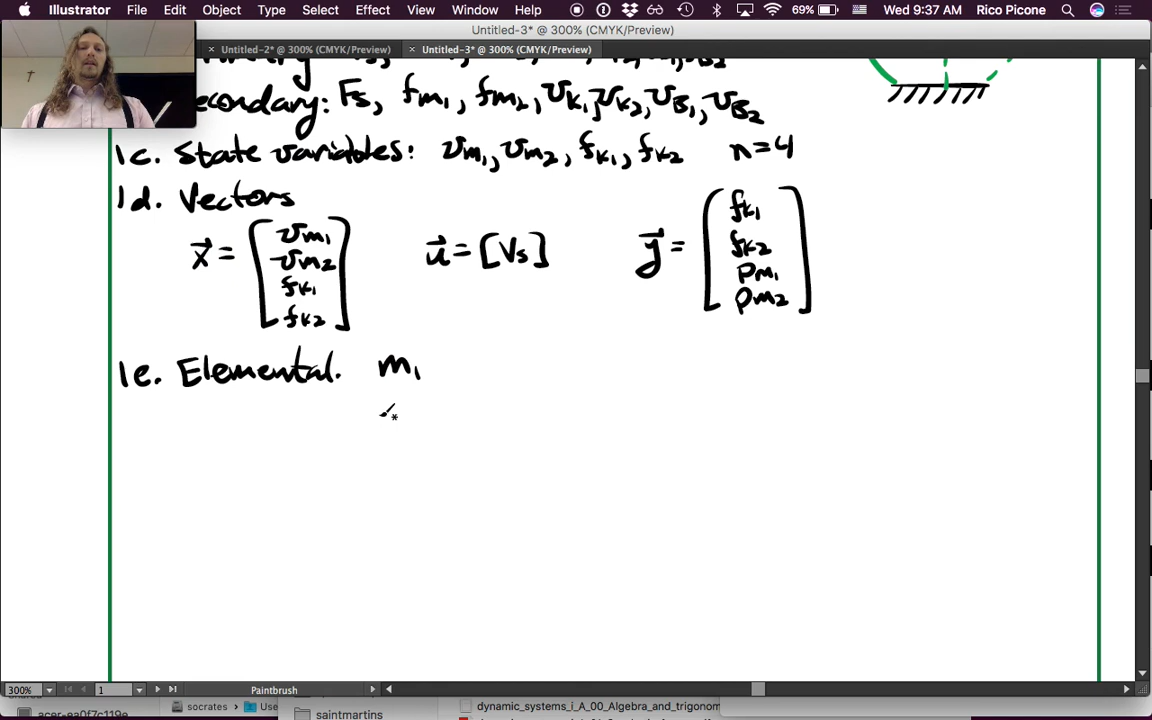 Illustrator File Edit Object Type Select Effect View Window Help 69% Wed 9:37 AM Rico Picone
Untitled-3* @ 300% (CMYK/Preview)
Untitled-2* @ 300% (CMYK/Preview) Untitled-3* @ 300% (CMYK/Preview)
econdary: Fs, fm1, fm2, vk1, vk2, vB1, vB2
1c. State variables: vm1, vm2, fk1, fk2 n=4
1d. Vectors
x⃗ = [vm1 vm2 fk1 fk2] u⃗ = [Vs] y⃗ = [fk1 fk2 pm1 pm2]
1e. Elemental. m1
300% 1 Paintbrush
socrates Use saintmartins dynamic_systems_i_A_00_Algebra_and_trigonom